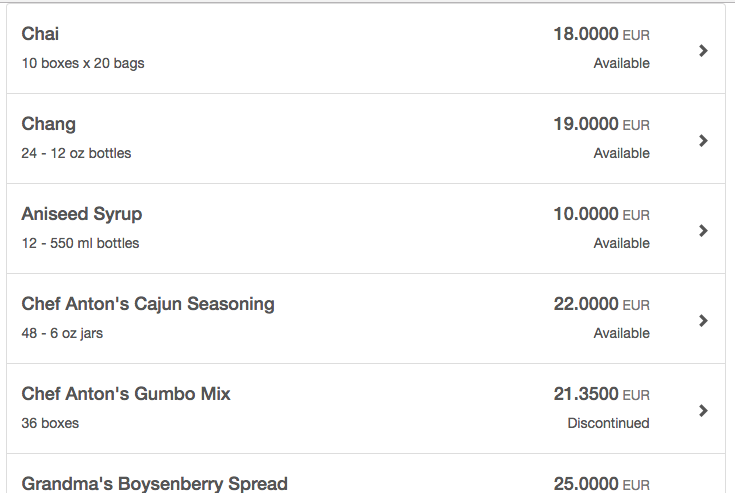 Chai 18.0000 EUR
10 boxes x 20 bags Available
Chang 19.0000 EUR
24 - 12 oz bottles Available
Aniseed Syrup 10.0000 EUR
12 - 550 ml bottles Available
Chef Anton's Cajun Seasoning 22.0000 EUR
48 - 6 oz jars Available
Chef Anton's Gumbo Mix 21.3500 EUR
36 boxes Discontinued
Grandma's Boysenberry Spread 25.0000 EUR